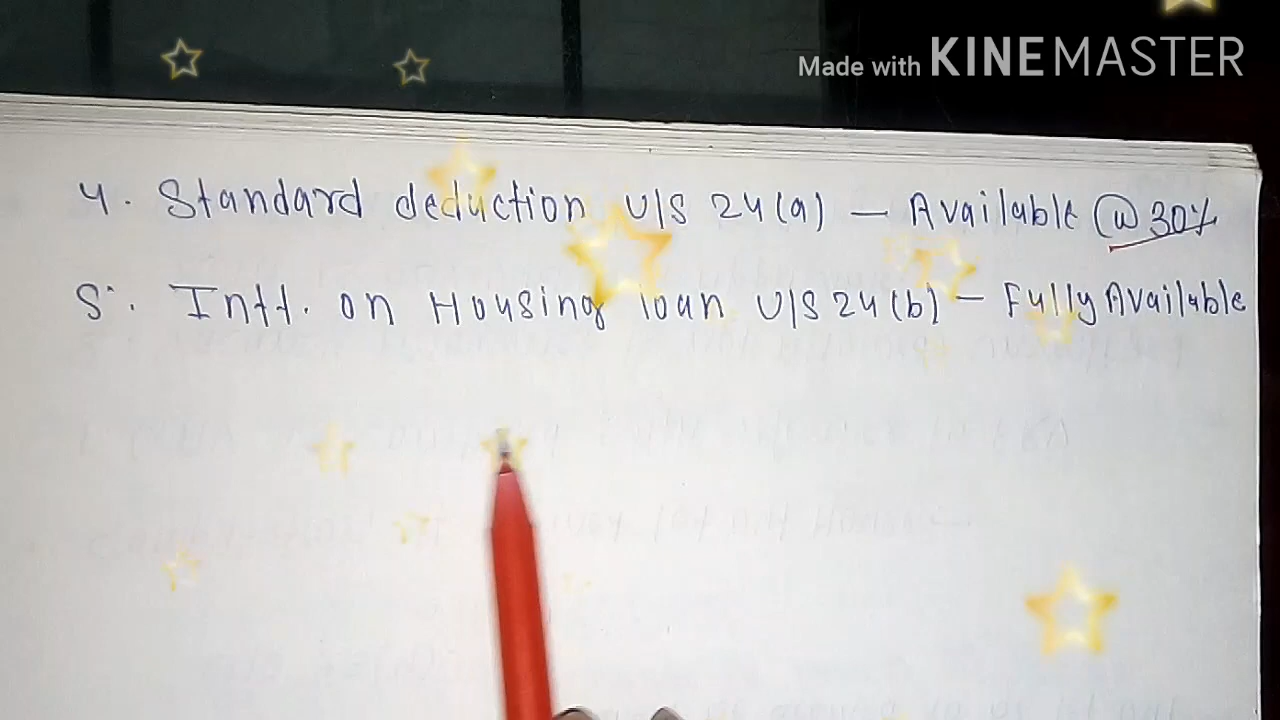 Made with KINEMASTER
4. Standard deduction U/S 24(a) – Available @ 30%
5. Intt. on Housing loan U/S 24(b) – Fully Available